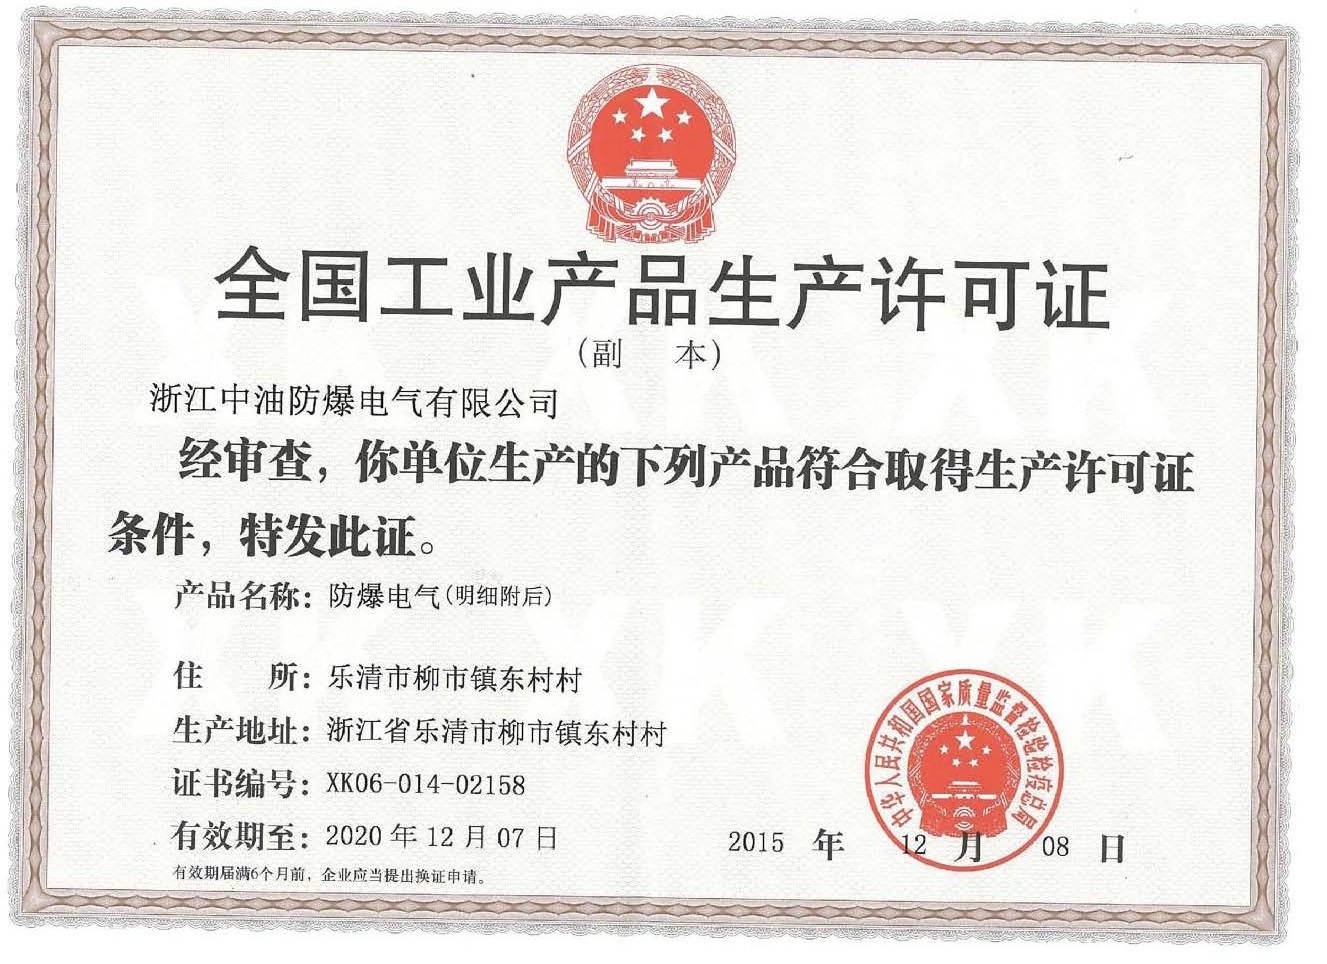 全国工业产品生产许可证
(副 本)
浙江中油防爆电气有限公司
经审查，你单位生产的下列产品符合取得生产许可证
条件，特发此证。
产品名称：防爆电气(明细附后)
住 所：乐清市柳市镇东村村
生产地址：浙江省乐清市柳市镇东村村
证书编号：XK06-014-02158
有效期至：2020 年 12 月 07 日
2015 年 12 月 08 日
有效期届满6个月前，企业应当提出换证申请。
中华人民共和国国家质量监督检验检疫总局
XK XK XK
XK XK XK